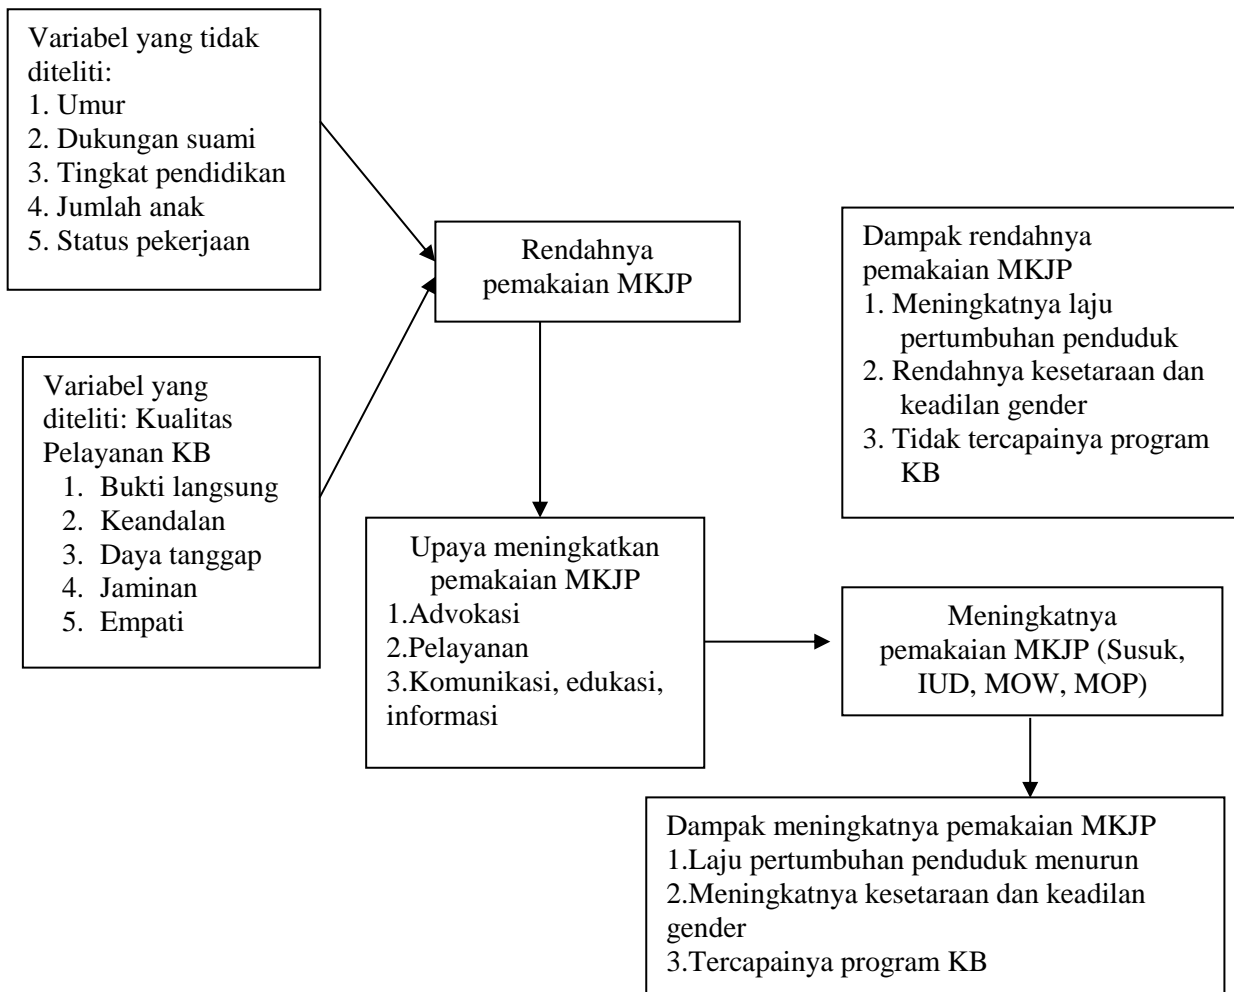 Variabel yang tidak
diteliti:
1. Umur
2. Dukungan suami
3. Tingkat pendidikan
4. Jumlah anak
5. Status pekerjaan
Rendahnya
pemakaian MKJP
Dampak rendahnya
pemakaian MKJP
1. Meningkatnya laju
pertumbuhan penduduk
2. Rendahnya kesetaraan dan
keadilan gender
3. Tidak tercapainya program
KB
Variabel yang
diteliti: Kualitas
Pelayanan KB
1. Bukti langsung
2. Keandalan
3. Daya tanggap
4. Jaminan
5. Empati
Upaya meningkatkan
pemakaian MKJP
1.Advokasi
2.Pelayanan
3.Komunikasi, edukasi,
informasi
Meningkatnya
pemakaian MKJP (Susuk,
IUD, MOW, MOP)
Dampak meningkatnya pemakaian MKJP
1.Laju pertumbuhan penduduk menurun
2.Meningkatnya kesetaraan dan keadilan
gender
3.Tercapainya program KB